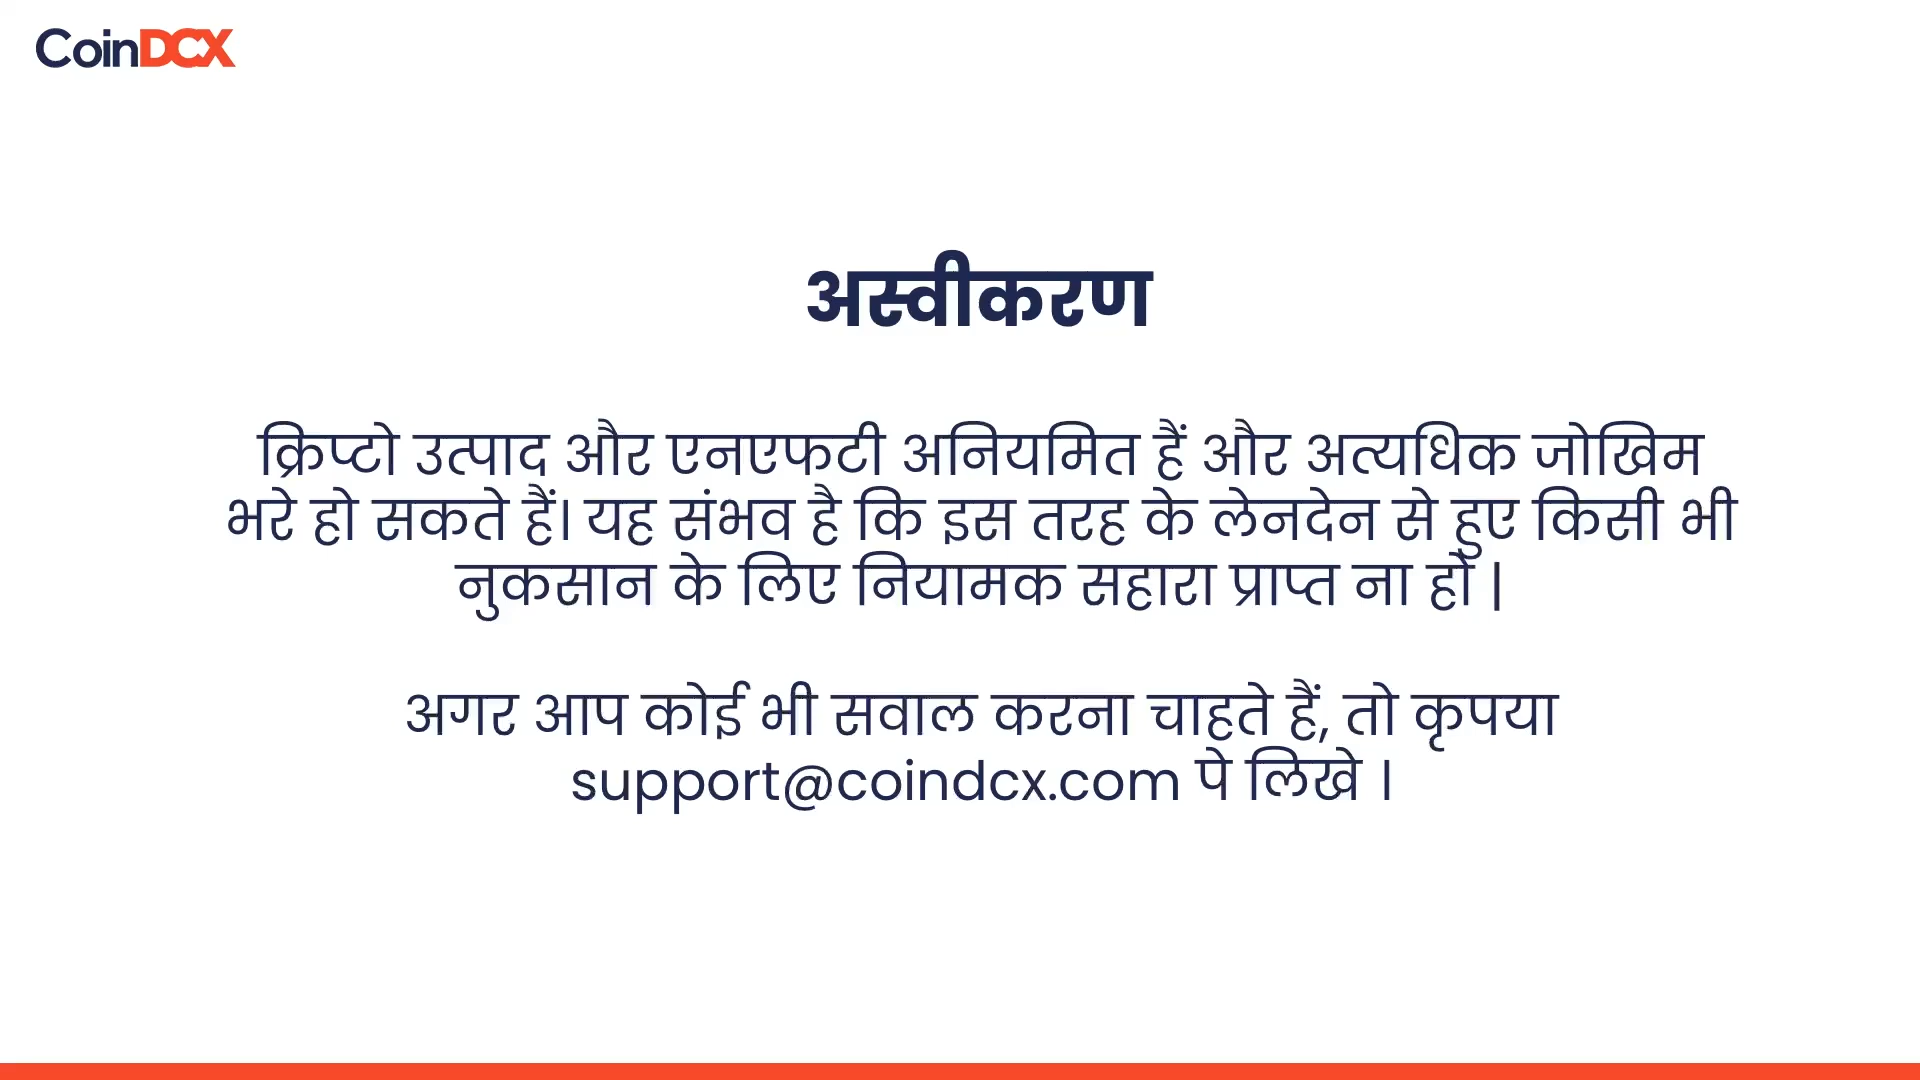 CoinDCX
अस्वीकरण
क्रिप्टो उत्पाद और एनएफटी अनियमित हैं और अत्यधिक जोखिम
भरे हो सकते हैं। यह संभव है कि इस तरह के लेनदेन से हुए किसी भी
नुकसान के लिए नियामक सहारा प्राप्त ना हो |
अगर आप कोई भी सवाल करना चाहते हैं, तो कृपया
support@coindcx.com पे लिखे ।